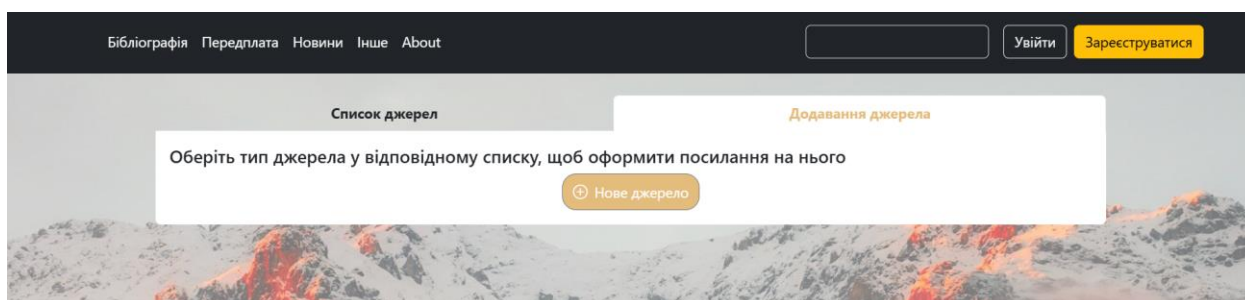 Бібліографія Передплата Новини Інше About Увійти Зареєструватися
Список джерел Додавання джерела
Оберіть тип джерела у відповідному списку, щоб оформити посилання на нього
Нове джерело